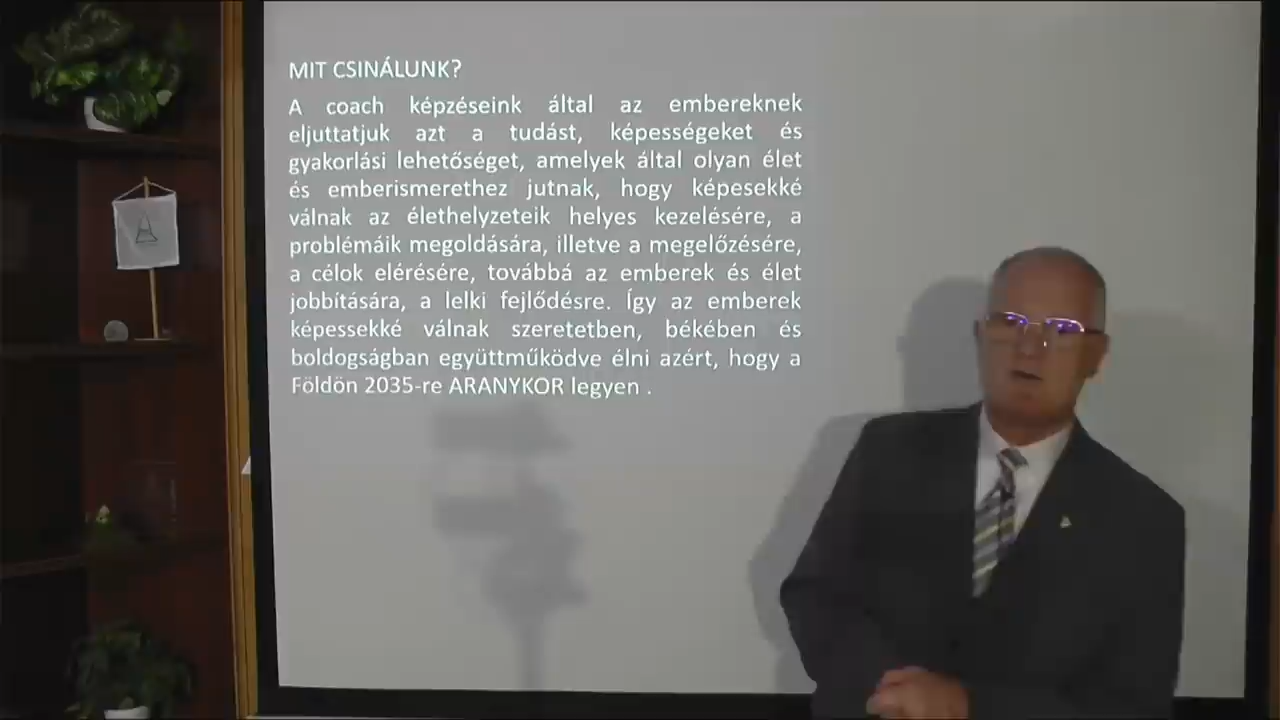 MIT CSINÁLUNK?
A coach képzéseink által az embereknek
eljuttatjuk azt a tudást, képességeket és
gyakorlási lehetőséget, amelyek által olyan élet
és emberismerethez jutnak, hogy képesekké
válnak az élethelyzeteik helyes kezelésére, a
problémáik megoldására, illetve a megelőzésére,
a célok elérésére, továbbá az emberek és élet
jobbítására, a lelki fejlődésre. Így az emberek
képessekké válnak szeretetben, békében és
boldogságban együttműködve élni azért, hogy a
Földön 2035-re ARANYKOR legyen .